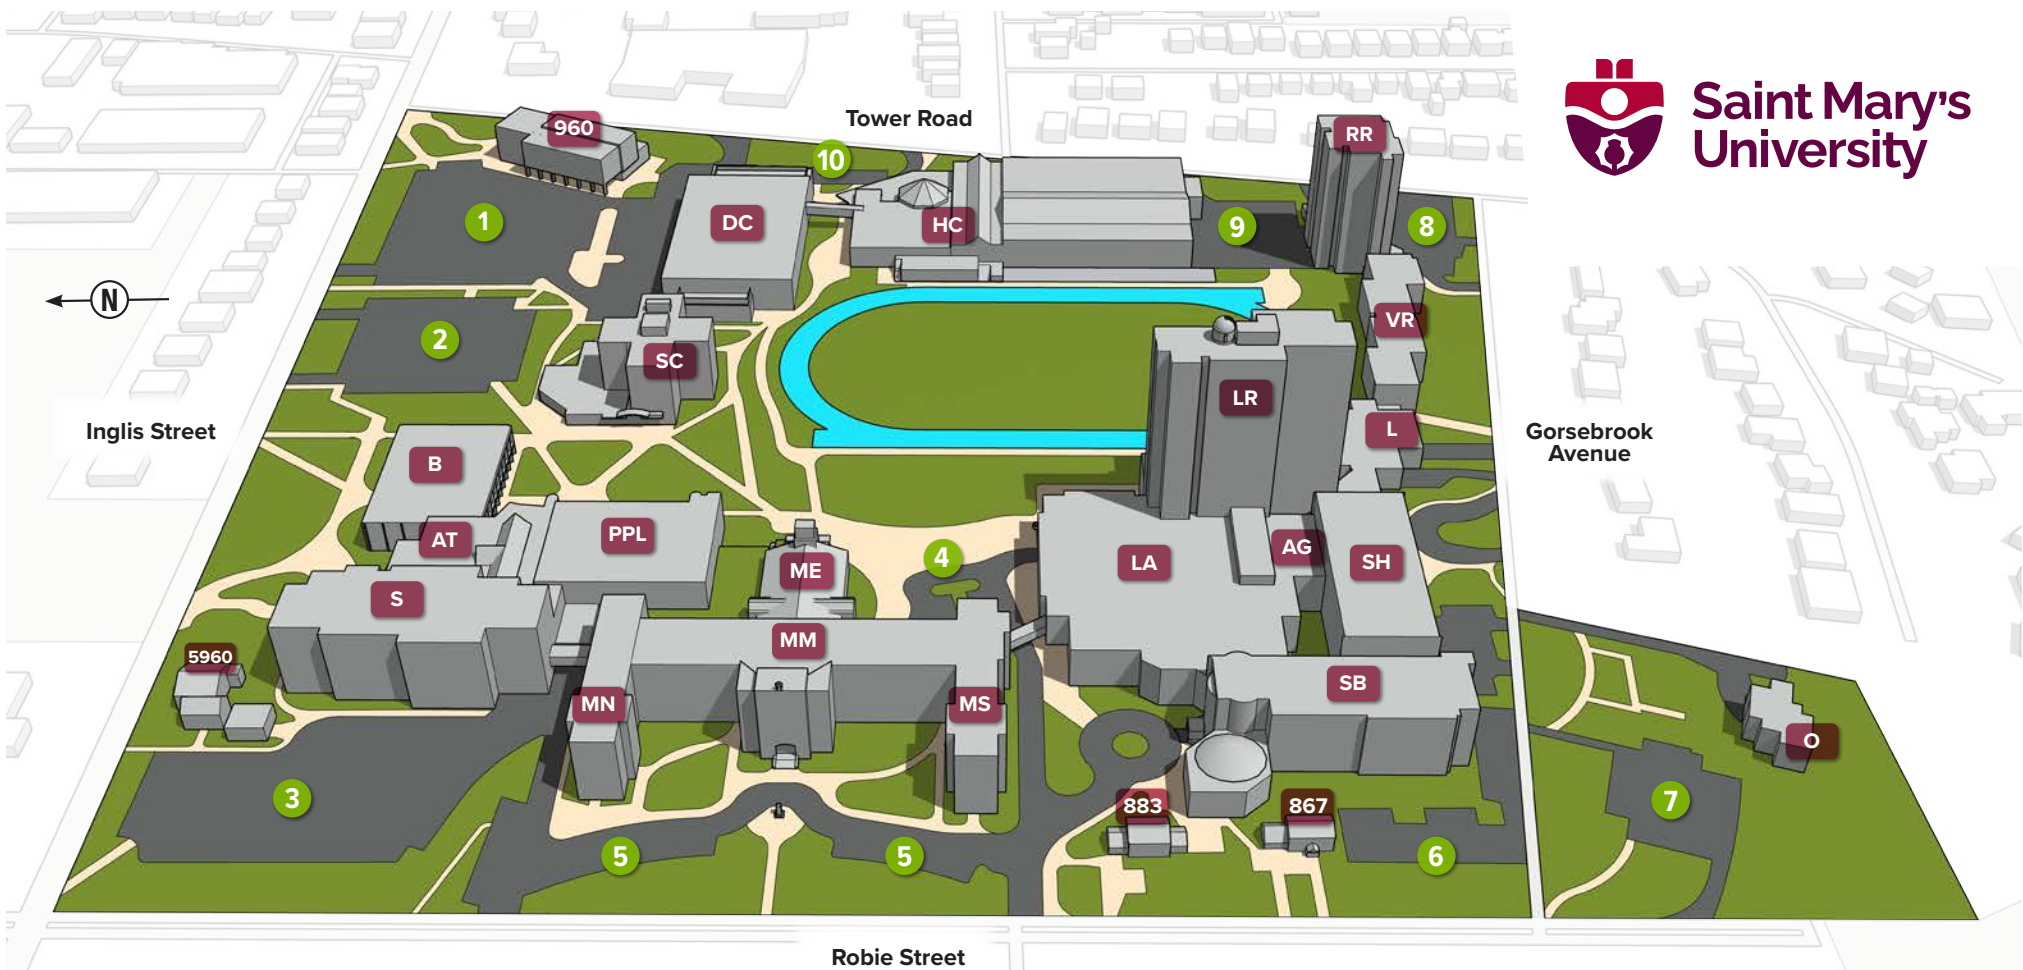 Saint Mary's
University
Tower Road
960
RR
10
1
DC
HC
9
8
N
2
SC
VR
LR
Inglis Street
B
L
Gorsebrook
Avenue
AT
PPL
4
ME
LA
AG
SH
S
MM
5960
MN
MS
SB
O
3
883
867
7
5
5
6
Robie Street